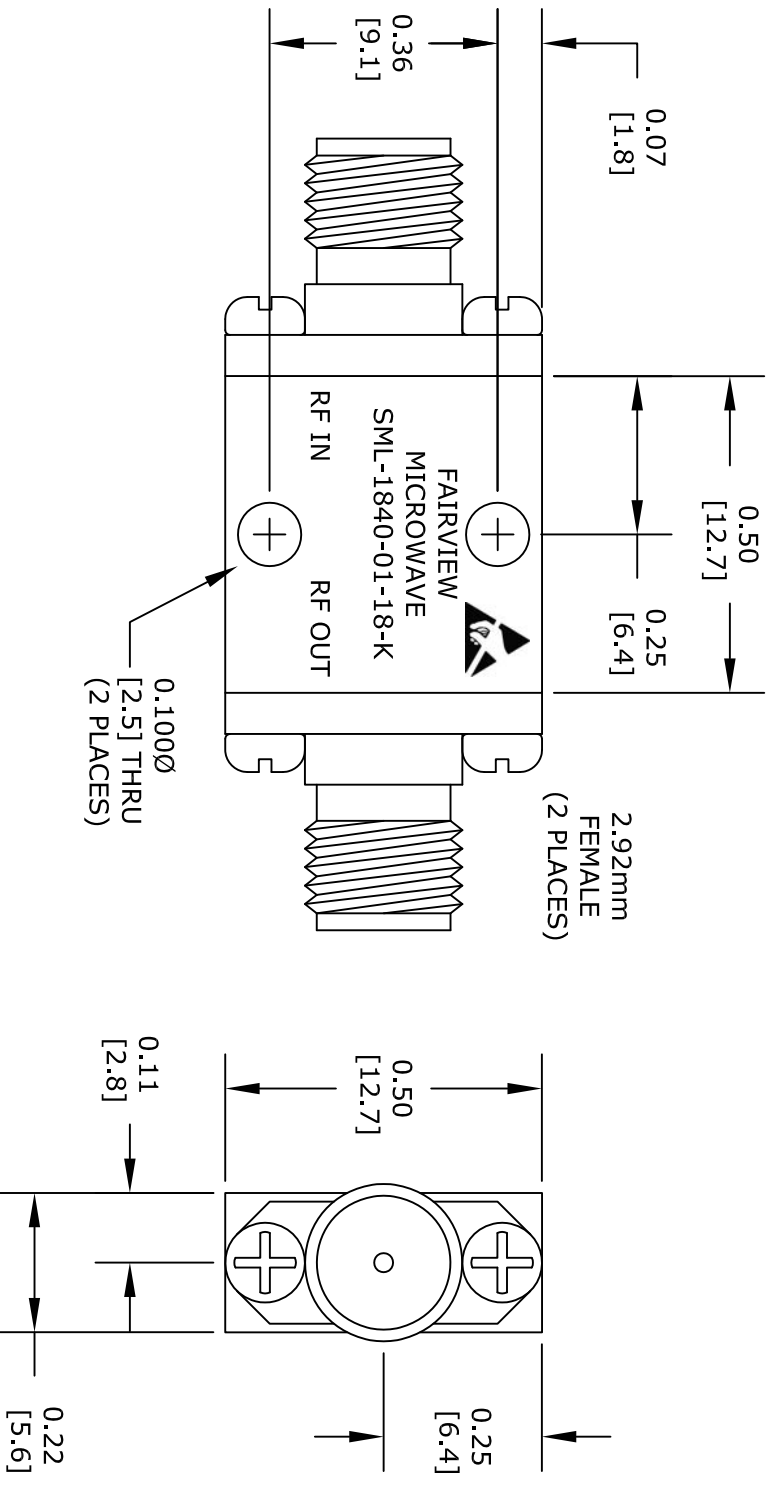 0.50
[12.7]
0.07
[1.8]
0.25
[6.4]
0.36
[9.1]
2.92mm
FEMALE
(2 PLACES)
FAIRVIEW
MICROWAVE
SML-1840-01-18-K
RF IN
RF OUT
0.100Ø
[2.5] THRU
(2 PLACES)
0.25
[6.4]
0.50
[12.7]
0.11
[2.8]
0.22
[5.6]